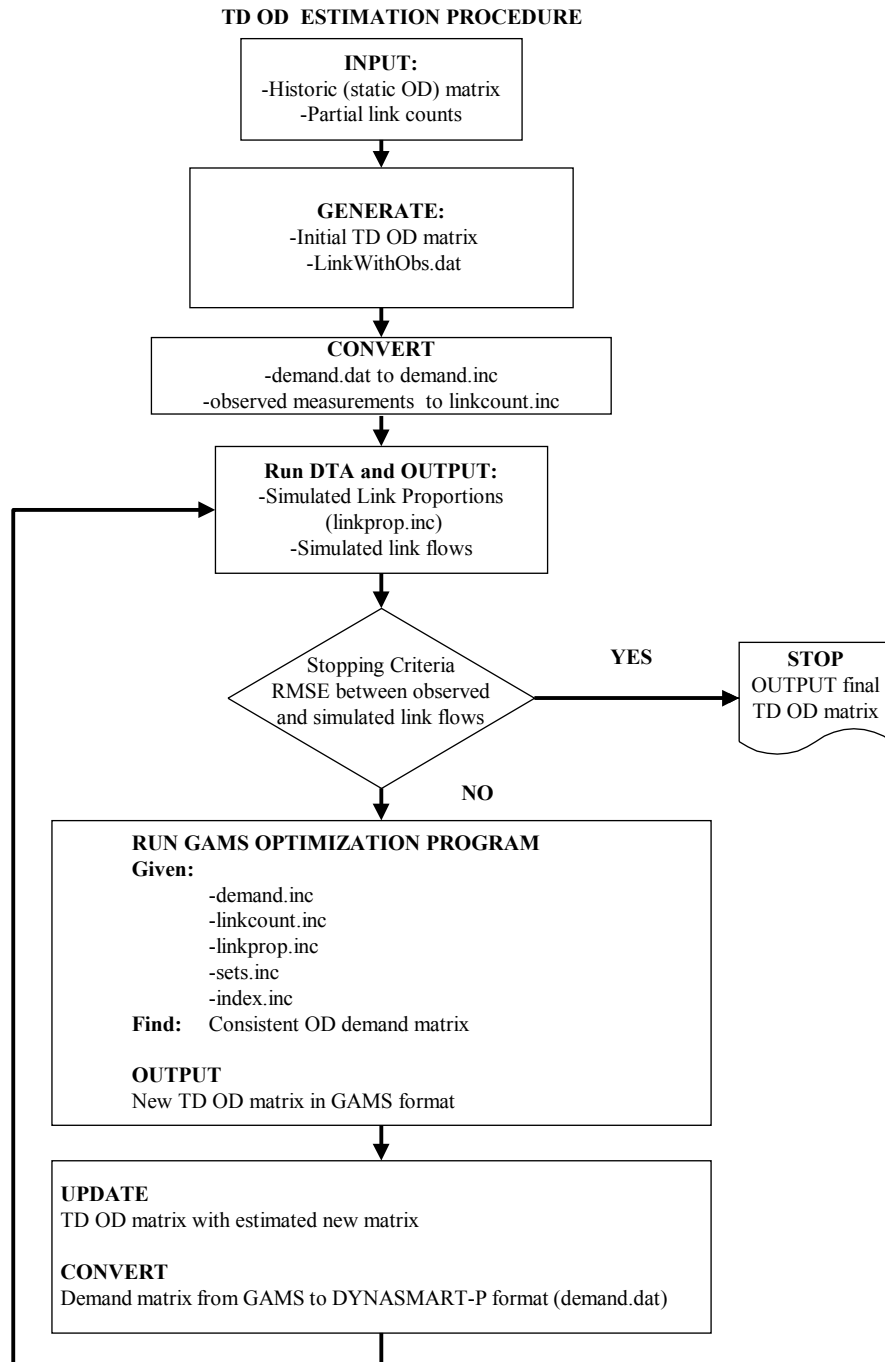 TD OD ESTIMATION PROCEDURE
INPUT:
-Historic (static OD) matrix
-Partial link counts
GENERATE:
-Initial TD OD matrix
-LinkWithObs.dat
CONVERT
-demand.dat to demand.inc
-observed measurements to linkcount.inc
Run DTA and OUTPUT:
-Simulated Link Proportions
(linkprop.inc)
-Simulated link flows
Stopping Criteria
RMSE between observed
and simulated link flows
YES
STOP
OUTPUT final
TD OD matrix
NO
RUN GAMS OPTIMIZATION PROGRAM
Given:
-demand.inc
-linkcount.inc
-linkprop.inc
-sets.inc
-index.inc
Find: Consistent OD demand matrix
OUTPUT
New TD OD matrix in GAMS format
UPDATE
TD OD matrix with estimated new matrix
CONVERT
Demand matrix from GAMS to DYNASMART-P format (demand.dat)